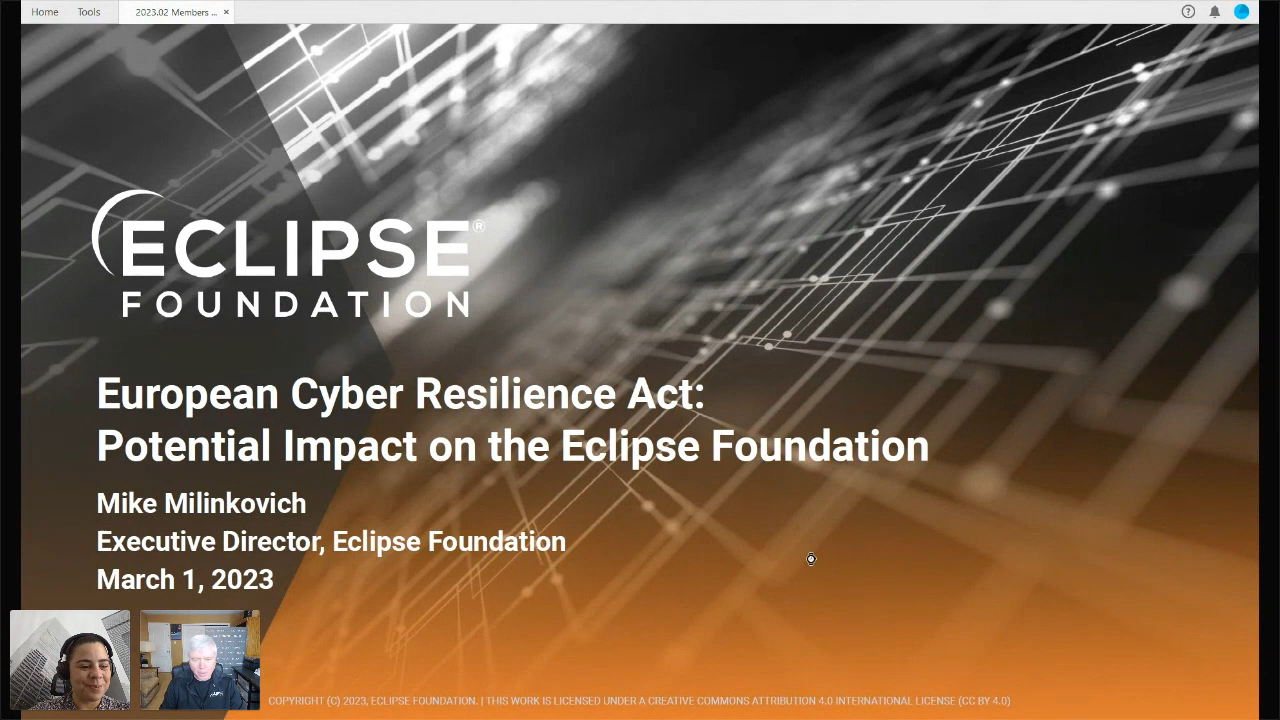 Home Tools 2023.02 Members ... ×
ECLIPSE®
FOUNDATION
European Cyber Resilience Act:
Potential Impact on the Eclipse Foundation
Mike Milinkovich
Executive Director, Eclipse Foundation
March 1, 2023
COPYRIGHT (C) 2023, ECLIPSE FOUNDATION. | THIS WORK IS LICENSED UNDER A CREATIVE COMMONS ATTRIBUTION 4.0 INTERNATIONAL LICENSE (CC BY 4.0)